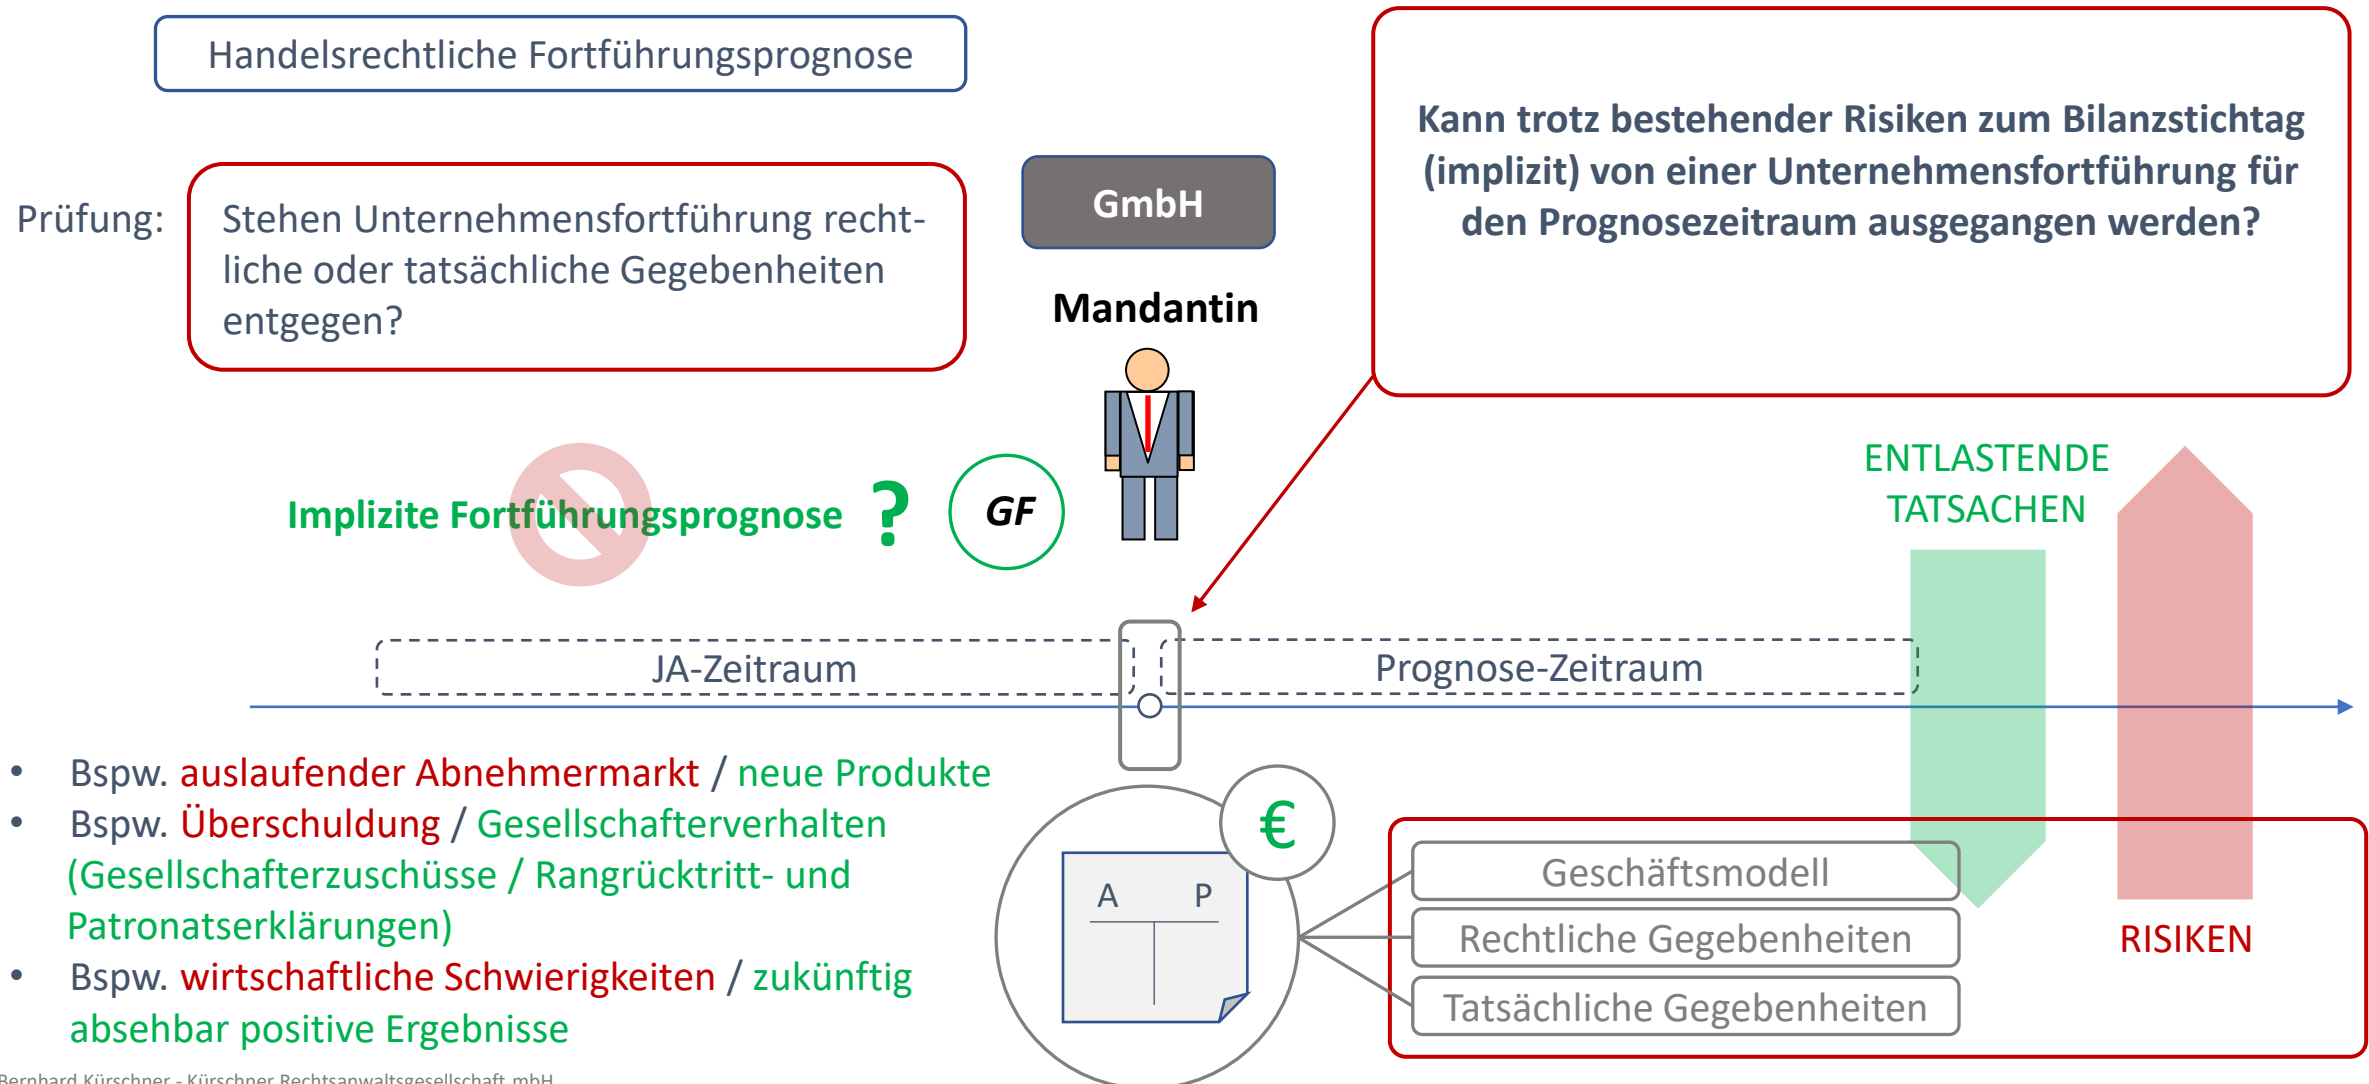 Handelsrechtliche Fortführungsprognose
Prüfung:
Stehen Unternehmensfortführung recht-
liche oder tatsächliche Gegebenheiten
entgegen?
GmbH
Mandantin
Kann trotz bestehender Risiken zum Bilanzstichtag
(implizit) von einer Unternehmensfortführung für
den Prognosezeitraum ausgegangen werden?
Implizite Fortführungsprognose ?
GF
ENTLASTENDE
TATSACHEN
JA-Zeitraum
Prognose-Zeitraum
• Bspw. auslaufender Abnehmermarkt / neue Produkte
• Bspw. Überschuldung / Gesellschafterverhalten
(Gesellschafterzuschüsse / Rangrücktritt- und
Patronatserklärungen)
• Bspw. wirtschaftliche Schwierigkeiten / zukünftig
absehbar positive Ergebnisse
€
A P
Geschäftsmodell
Rechtliche Gegebenheiten
Tatsächliche Gegebenheiten
RISIKEN
Bernhard Kürschner - Kürschner Rechtsanwaltsgesellschaft mbH